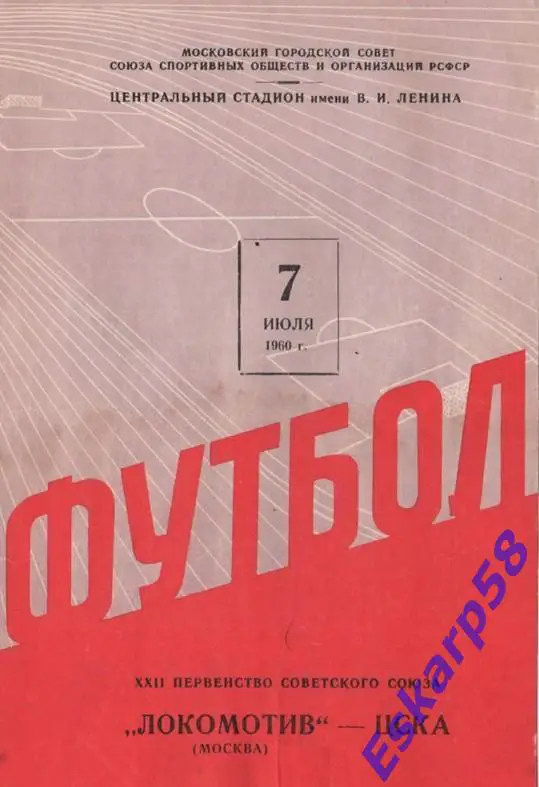 МОСКОВСКИЙ ГОРОДСКОЙ СОВЕТ
СОЮЗА СПОРТИВНЫХ ОБЩЕСТВ И ОРГАНИЗАЦИЙ РСФСР
ЦЕНТРАЛЬНЫЙ СТАДИОН имени В. И. ЛЕНИНА
7
ИЮЛЯ
1960 г.
ФУТБОЛ
XXII ПЕРВЕНСТВО СОВЕТСКОГО СОЮЗА
„ЛОКОМОТИВ“ — ЦСКА
(МОСКВА)
Eskarp58